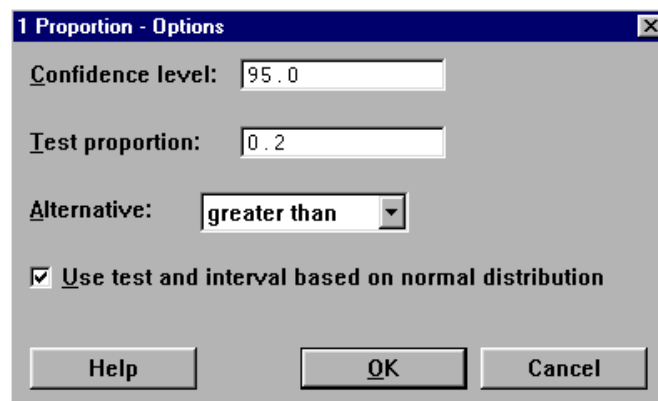 1 Proportion - Options
Confidence level: 95.0
Test proportion: 0.2
Alternative: greater than
Use test and interval based on normal distribution
Help OK Cancel